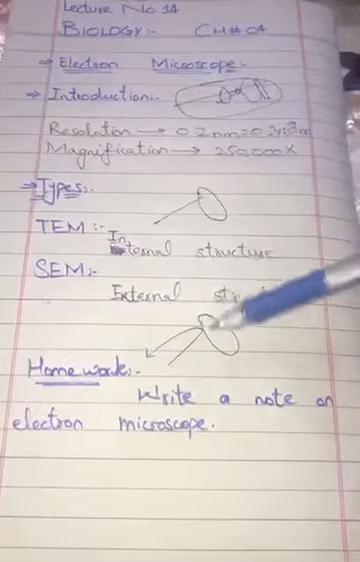 Lecture No. 14
BIOLOGY:- CH# 04
⇒ Electron Microscope:-
⇒ Introduction:-
Resolution → 0.2nm=0.
Magnification → 250,000X
⇒ Types:-
TEM:- Internal structure
SEM:-
External
Home work:-
Write a note on
electron microscope.